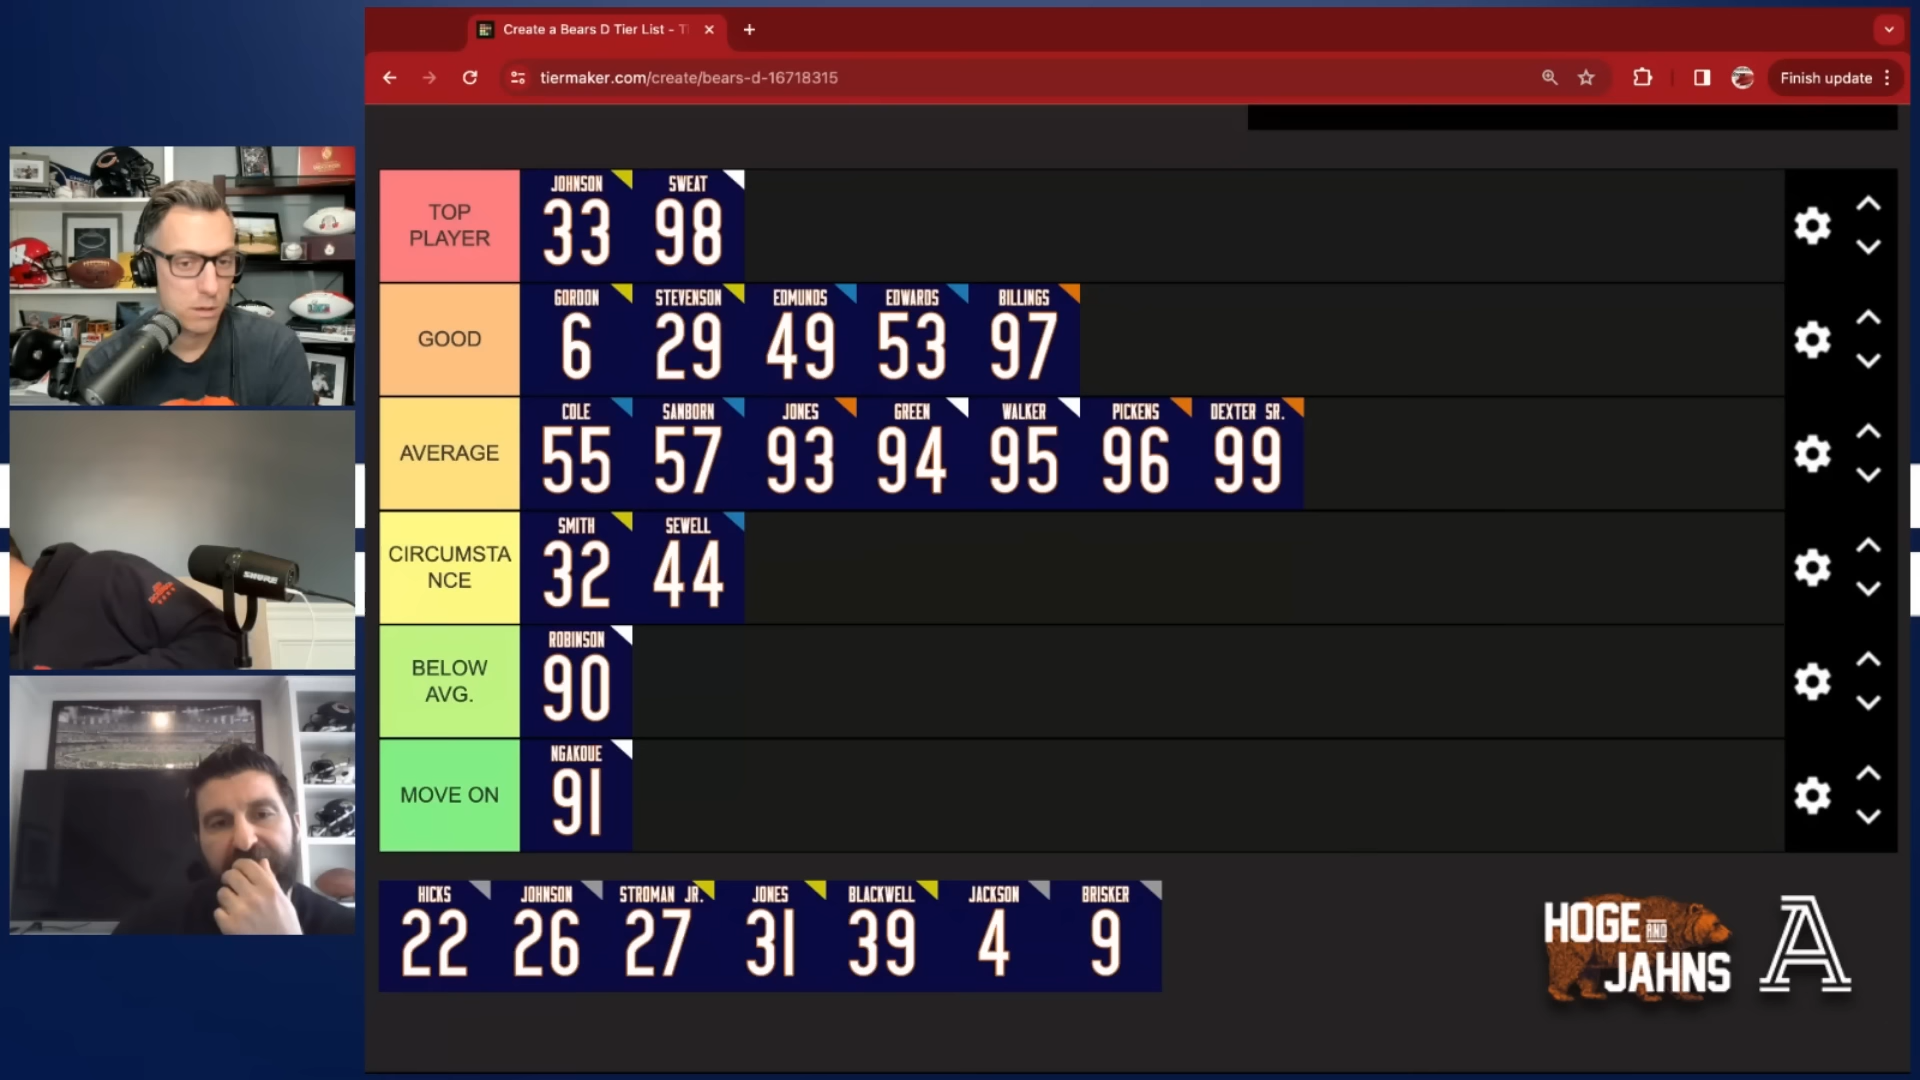 Create a Bears D Tier List - T
tiermaker.com/create/bears-d-16718315
Finish update
TOP
PLAYER
JOHNSON
33
SWEAT
98
GOOD
GORDON
6
STEVENSON
29
EDMUNDS
49
EDWARDS
53
BILLINGS
97
AVERAGE
COLE
55
SANBORN
57
JONES
93
GREEN
94
WALKER
95
PICKENS
96
DEXTER SR.
99
CIRCUMSTA
NCE
SMITH
32
SEWELL
44
BELOW
AVG.
ROBINSON
90
MOVE ON
NGAKOUE
91
HICKS
22
JOHNSON
26
STROMAN JR.
27
JONES
31
BLACKWELL
39
JACKSON
4
BRISKER
9
HOGE AND
JAHNS
A
SHURE